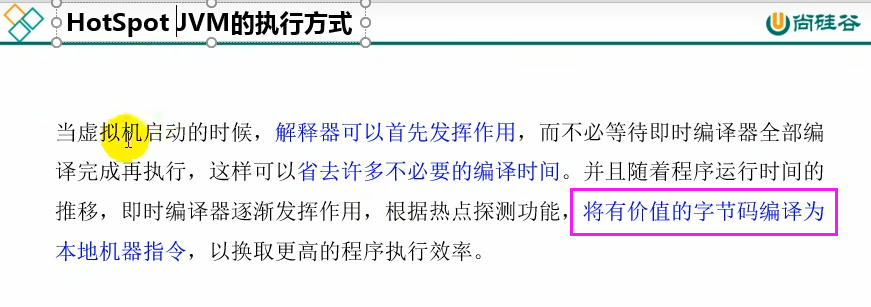 HotSpot JVM的执行方式
尚硅谷
当虚拟机启动的时候，解释器可以首先发挥作用，而不必等待即时编译器全部编
译完成再执行，这样可以省去许多不必要的编译时间。并且随着程序运行时间的
推移，即时编译器逐渐发挥作用，根据热点探测功能，将有价值的字节码编译为
本地机器指令，以换取更高的程序执行效率。